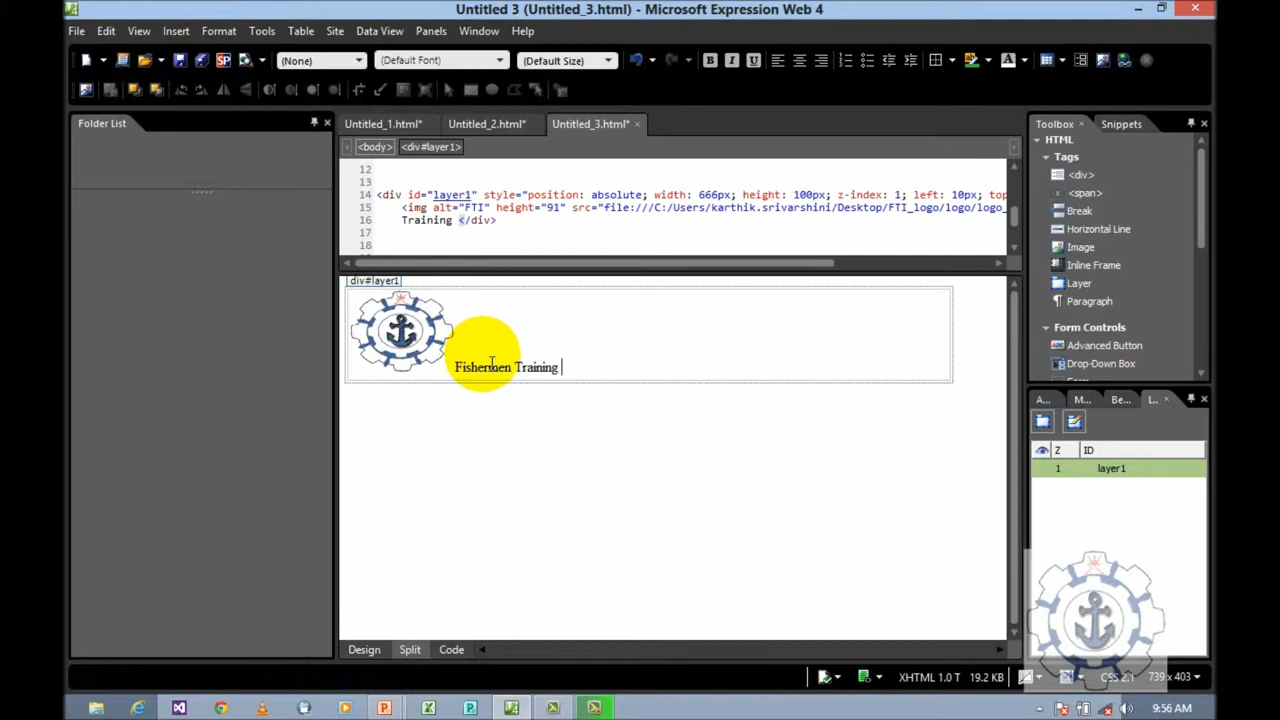 Untitled 3 (Untitled_3.html) - Microsoft Expression Web 4
File Edit View Insert Format Tools Table Site Data View Panels Window Help
(None) (Default Font) (Default Size) B I U A
Folder List
Untitled_1.html* Untitled_2.html* Untitled_3.html*
<body> <div#layer1>
12
13
14 <div id="layer1" style="position: absolute; width: 666px; height: 100px; z-index: 1; left: 10px; top
15 <img alt="FTI" height="91" src="file:///C:/Users/karthik.srivarshini/Desktop/FTI_logo/logo/logo_
16 Training </div>
17
18
div#layer1
Fishermen Training
Design Split Code
Toolbox Snippets
HTML
Tags
<div>
<span>
Break
Horizontal Line
Image
Inline Frame
Layer
Paragraph
Form Controls
Advanced Button
Drop-Down Box
A... M... Be... L...
Z ID
1 layer1
XHTML 1.0 T 19.2 KB CSS 2.1 739 x 403
9:56 AM